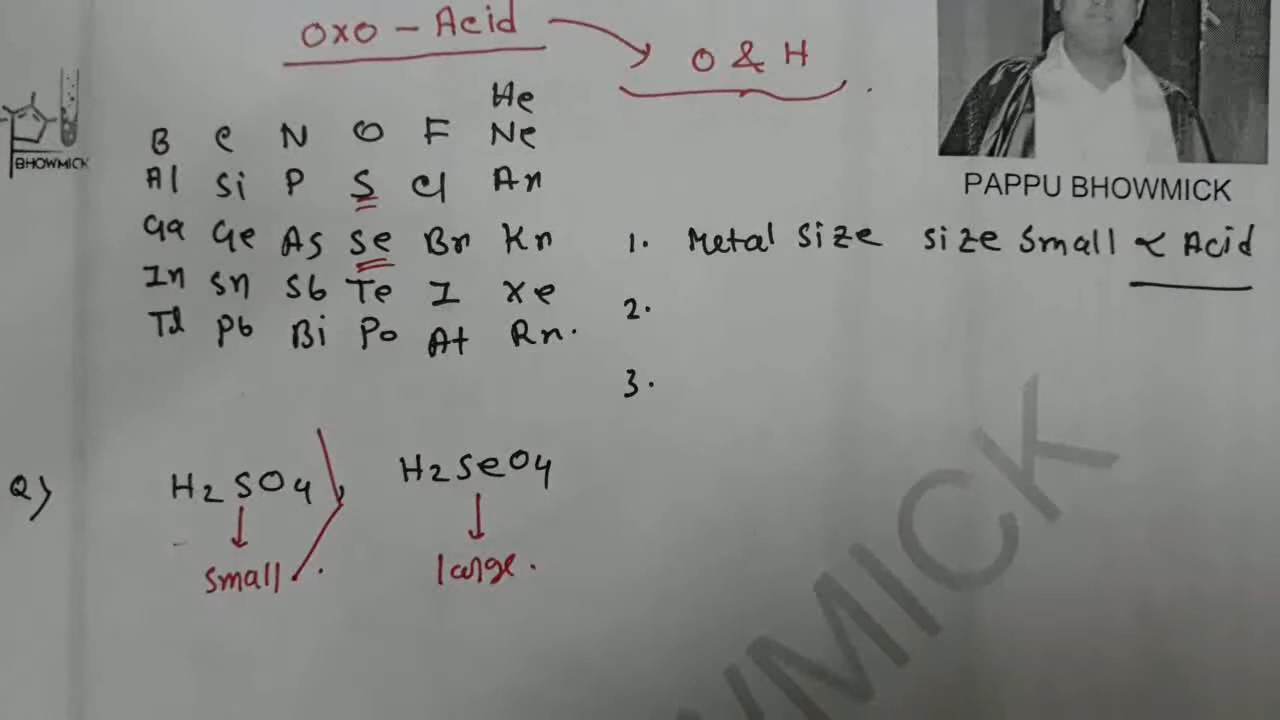 oxo-Acid
O & H
He
B C N O F Ne
BHOWMICK
Al Si P S Cl Ar
PAPPU BHOWMICK
Ga Ge As Se Br Kr
1. Metal size size small ∝ Acid
In Sn Sb Te I Xe
2.
Tl Pb Bi Po At Rn.
3.
Q) H2SO4 , H2SeO4
↓ ↓
small. large.
WMICK